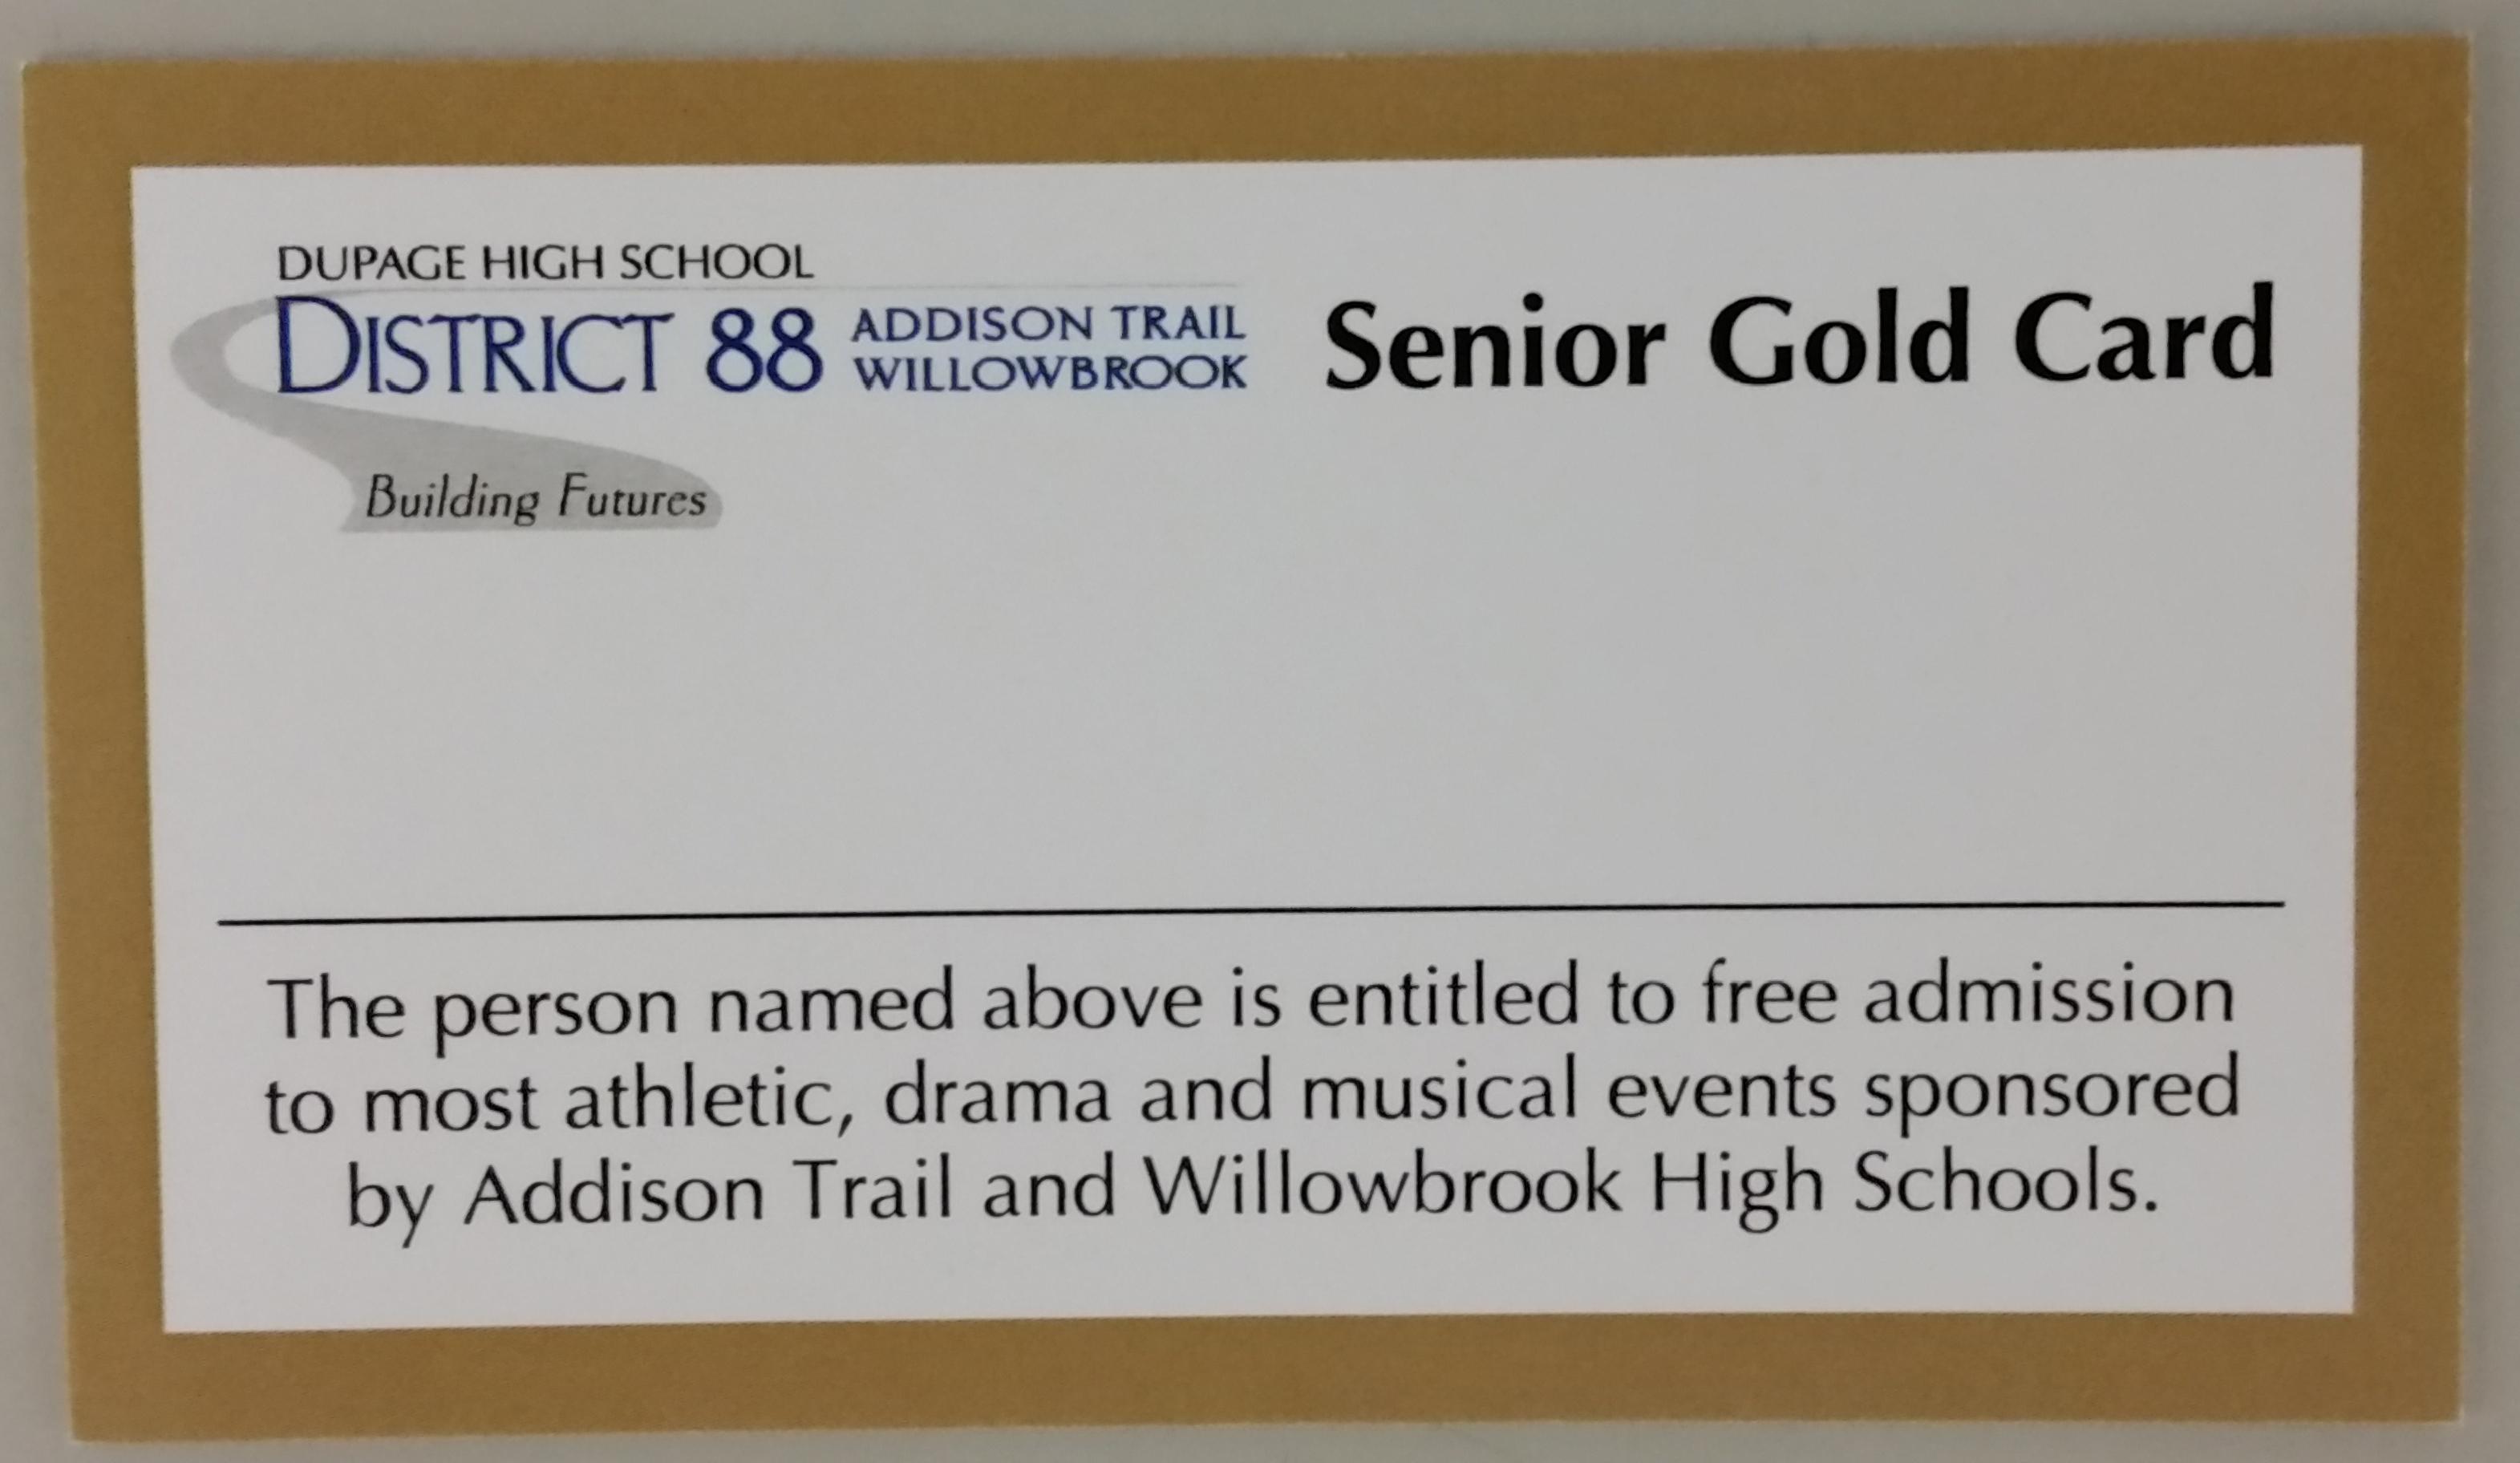 DUPAGE HIGH SCHOOL
DISTRICT 88
ADDISON TRAIL
WILLOWBROOK
Building Futures
Senior Gold Card
The person named above is entitled to free admission
to most athletic, drama and musical events sponsored
by Addison Trail and Willowbrook High Schools.